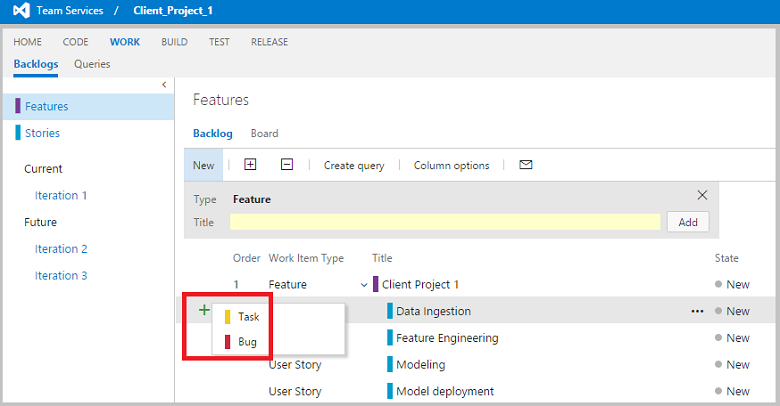 Team Services / Client_Project_1
HOME CODE WORK BUILD TEST RELEASE
Backlogs Queries
Features
Stories
Current
Iteration 1
Future
Iteration 2
Iteration 3
Features
Backlog Board
New Create query Column options
Type Feature
Title Add
Order Work Item Type Title State
1 Feature Client Project 1 New
Task Data Ingestion ... New
Bug Feature Engineering New
User Story Modeling New
User Story Model deployment New